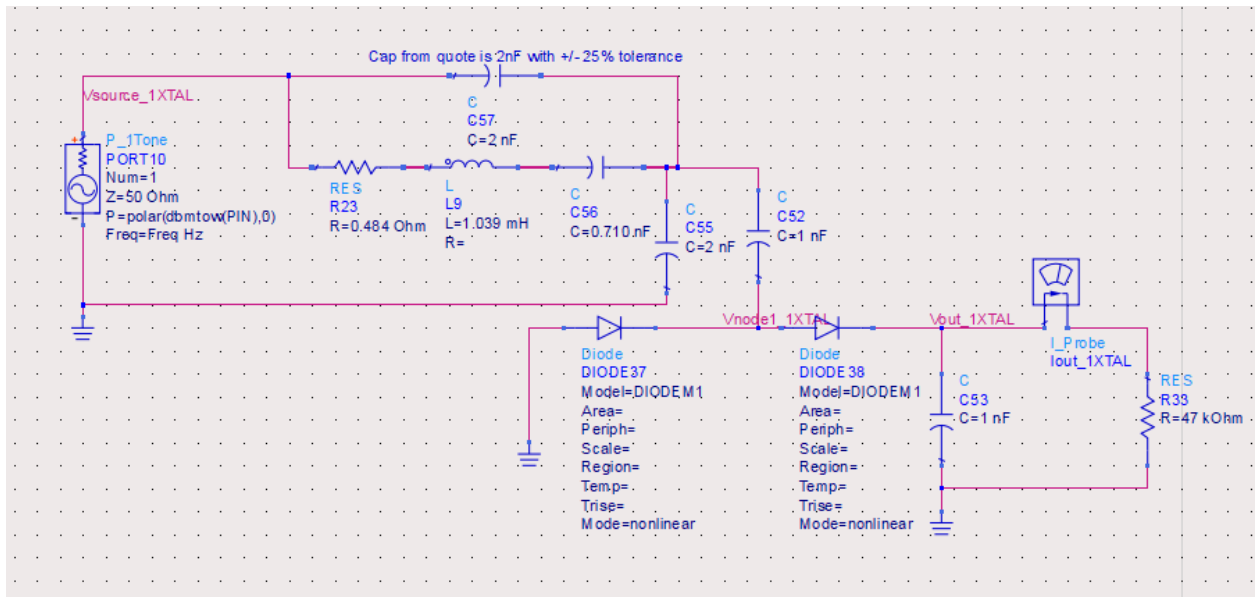 Cap from quote is 2nF with +/-25% tolerance
Vsource_1XTAL
C
C57
C=2 nF
+
P_1Tone
PORT10
Num=1
Z=50 Ohm
P=polar(dbmtow(PIN),0)
Freq=Freq Hz
-
RES
R23
R=0.484 Ohm
L
L9
L=1.039 mH
R=
C
C56
C=0.710 nF
C
C55
C=2 nF
C
C52
C=1 nF
Vnode1_1XTAL
Vout_1XTAL
I_Probe
Iout_1XTAL
Diode
DIODE37
Model=DIODEM1
Area=
Periph=
Scale=
Region=
Temp=
Trise=
Mode=nonlinear
Diode
DIODE38
Model=DIODEM1
Area=
Periph=
Scale=
Region=
Temp=
Trise=
Mode=nonlinear
C
C53
C=1 nF
RES
R33
R=47 kOhm